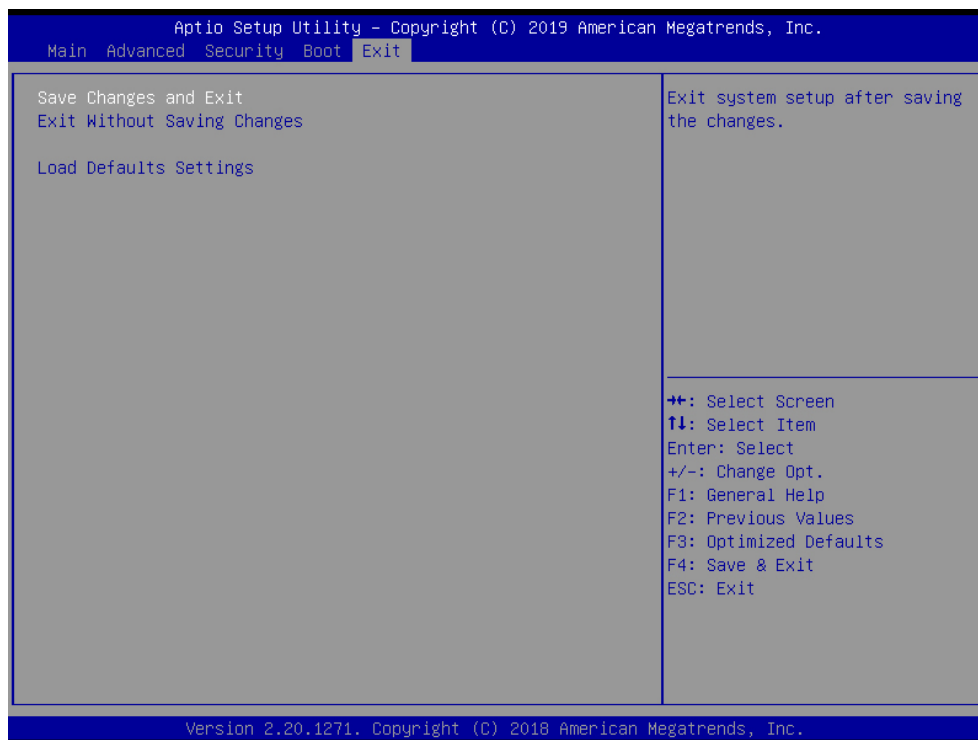 Aptio Setup Utility – Copyright (C) 2019 American Megatrends, Inc.
Main Advanced Security Boot Exit
Save Changes and Exit
Exit Without Saving Changes
Load Defaults Settings
Exit system setup after saving
the changes.
→←: Select Screen
↑↓: Select Item
Enter: Select
+/-: Change Opt.
F1: General Help
F2: Previous Values
F3: Optimized Defaults
F4: Save & Exit
ESC: Exit
Version 2.20.1271. Copyright (C) 2018 American Megatrends, Inc.